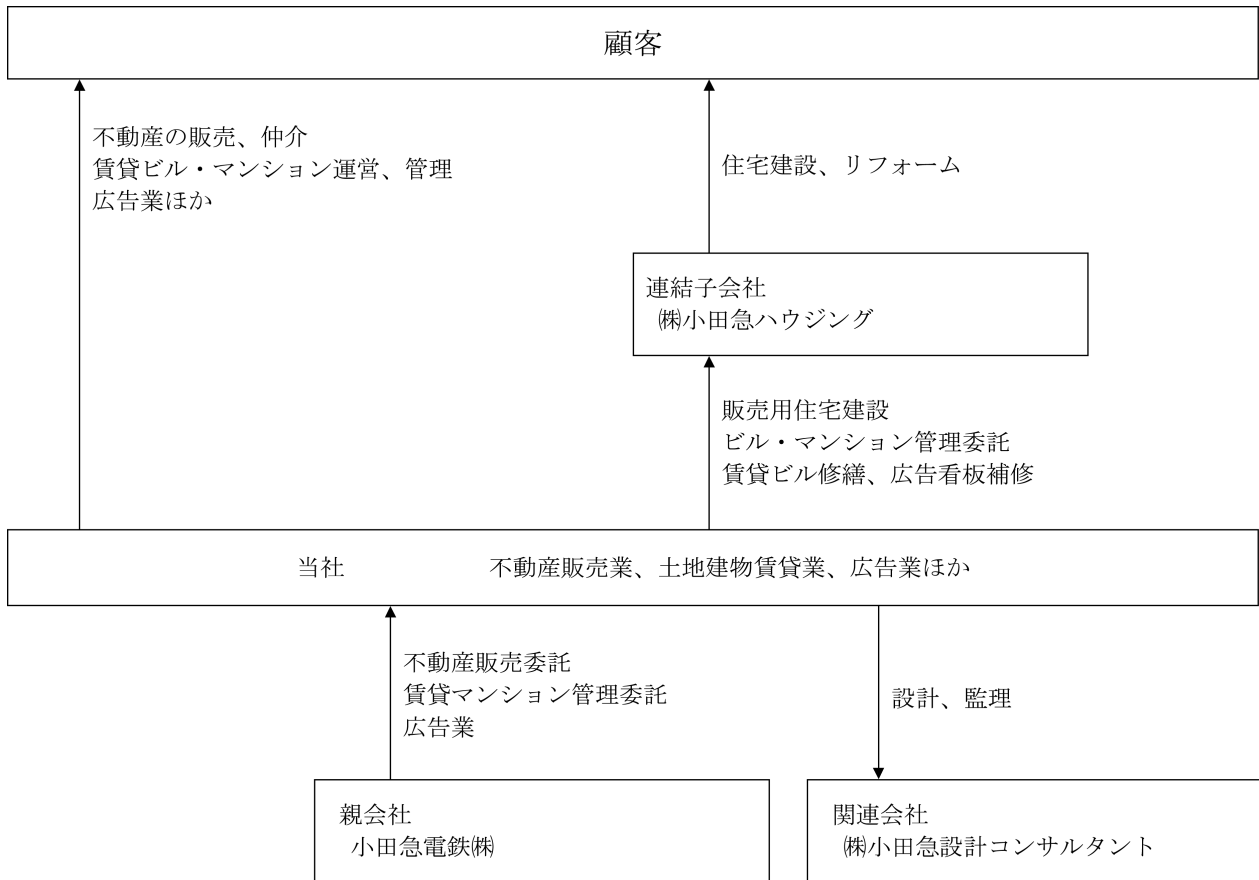 顧客
不動産の販売、仲介
賃貸ビル・マンション運営、管理
広告業ほか
住宅建設、リフォーム
連結子会社
㈱小田急ハウジング
販売用住宅建設
ビル・マンション管理委託
賃貸ビル修繕、広告看板補修
当社　不動産販売業、土地建物賃貸業、広告業ほか
不動産販売委託
賃貸マンション管理委託
広告業
設計、監理
親会社
小田急電鉄㈱
関連会社
㈱小田急設計コンサルタント